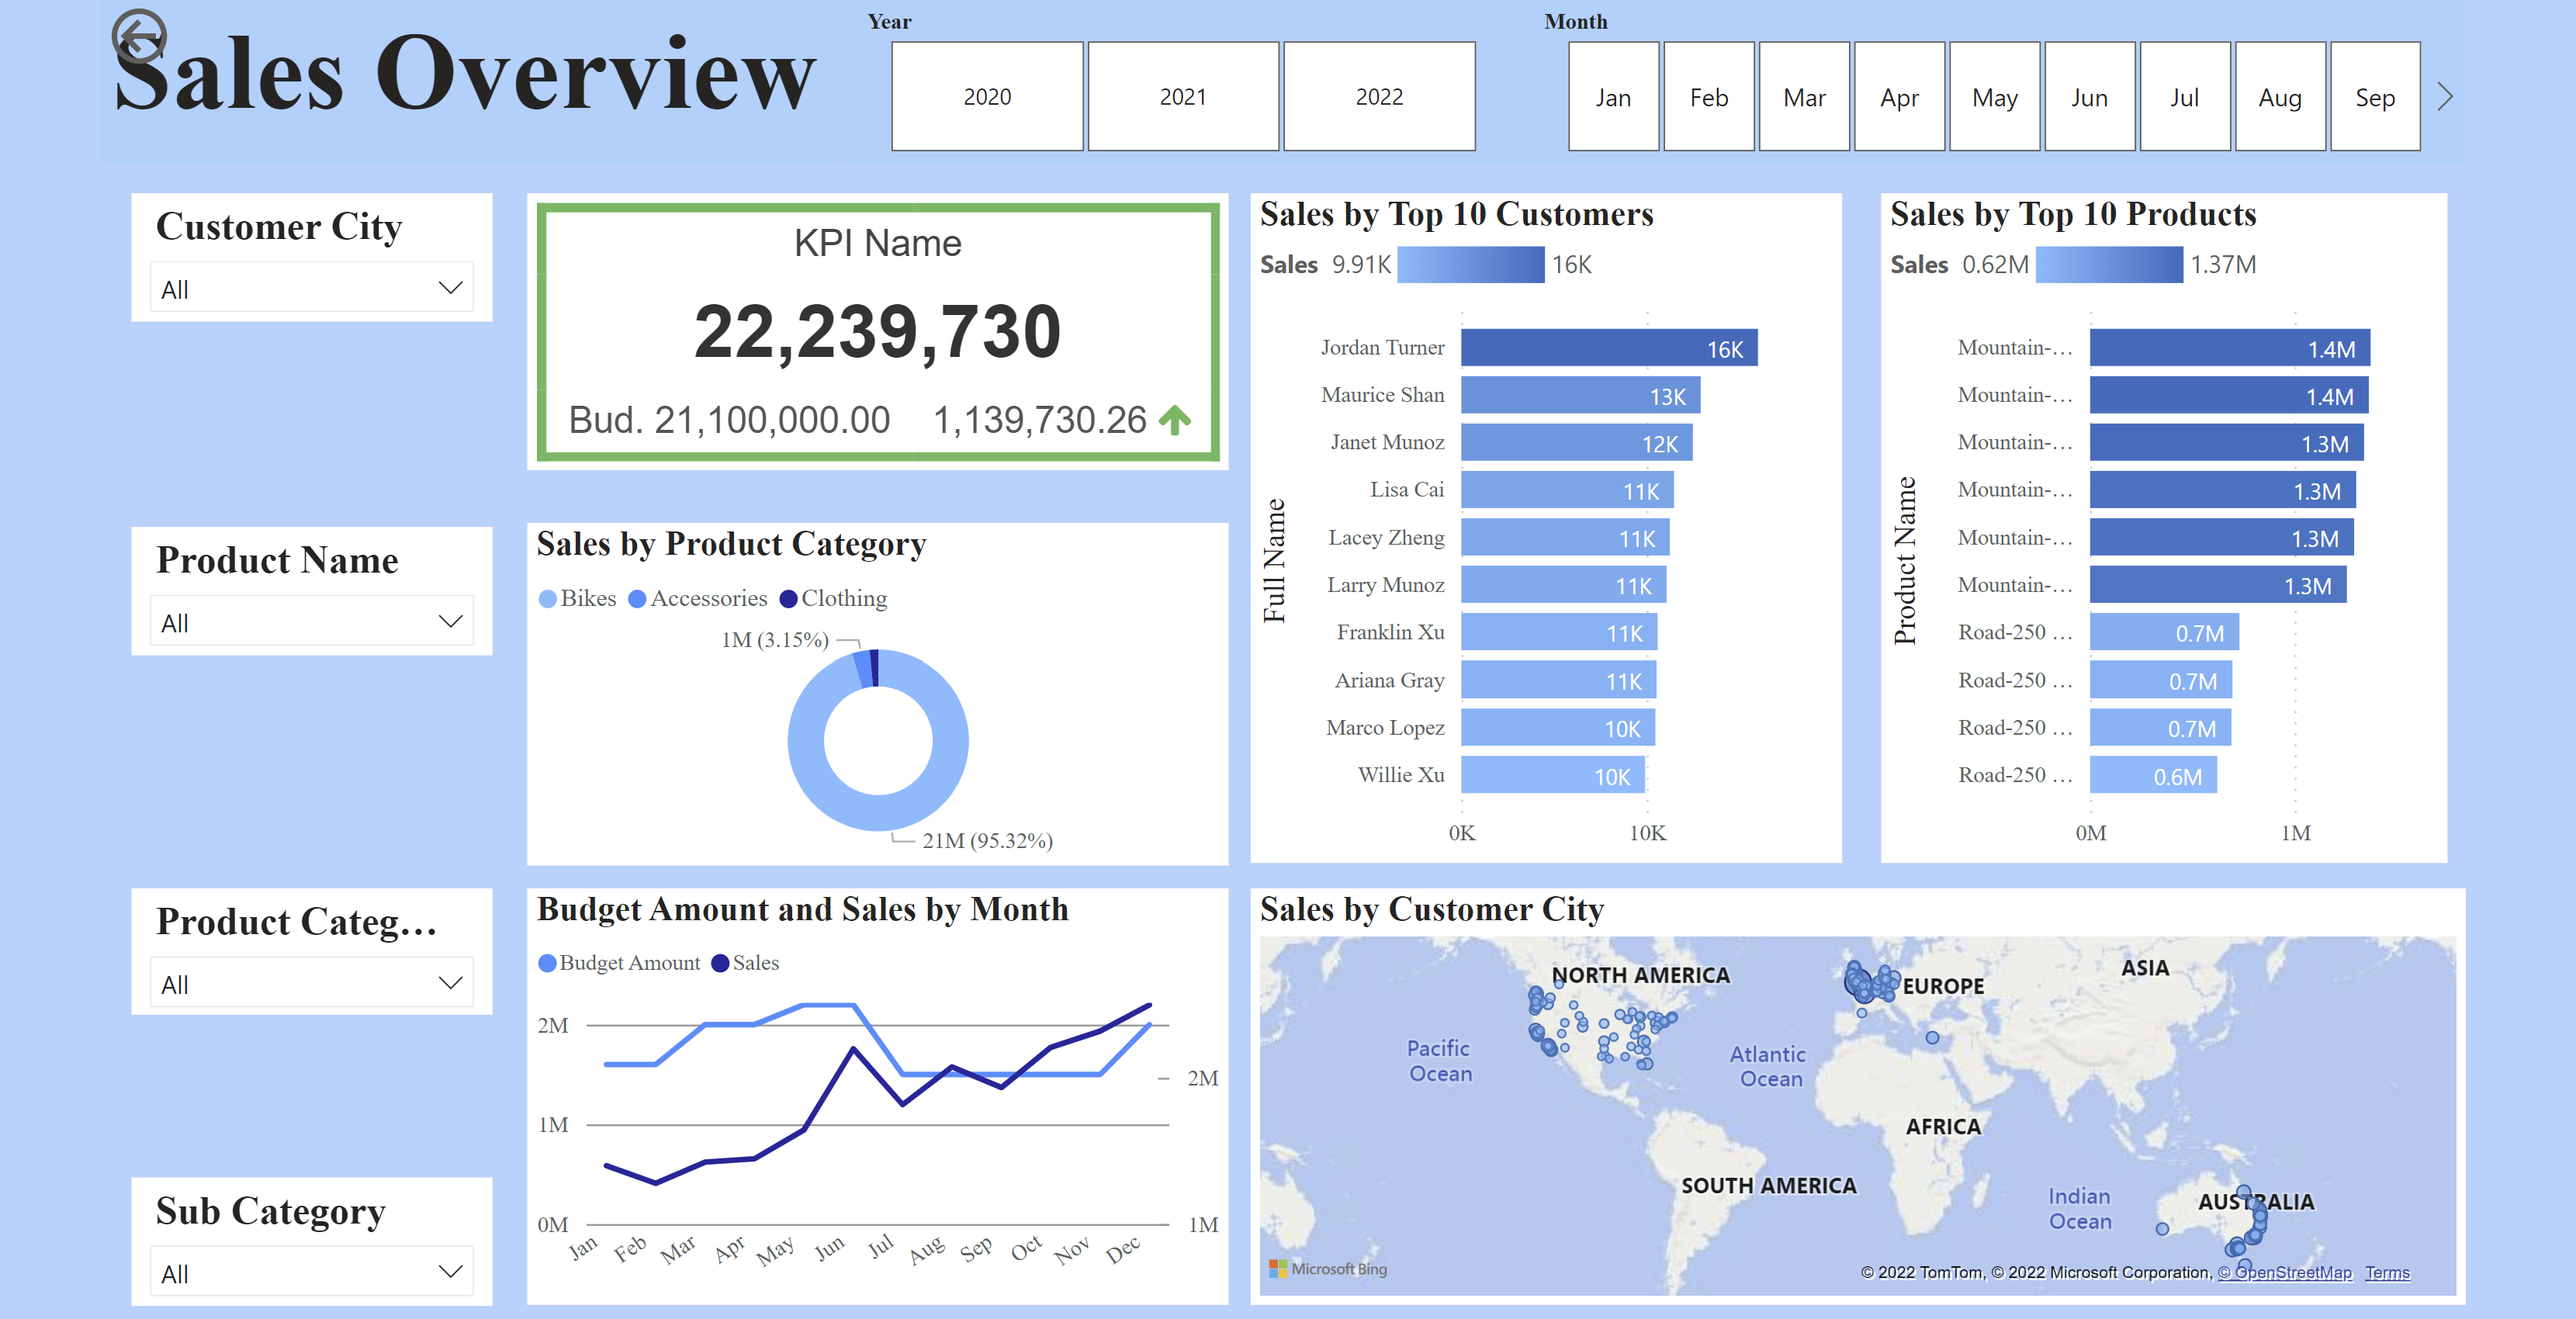 Sales Overview
Year
2020
2021
2022
Month
Jan
Feb
Mar
Apr
May
Jun
Jul
Aug
Sep
Customer City
All
Product Name
All
Product Categ...
All
Sub Category
All
KPI Name
22,239,730
Bud. 21,100,000.00 1,139,730.26
Sales by Product Category
Bikes Accessories Clothing
1M (3.15%)
21M (95.32%)
Budget Amount and Sales by Month
Budget Amount Sales
2M
1M
0M
2M
1M
Jan Feb Mar Apr May Jun Jul Aug Sep Oct Nov Dec
Sales by Top 10 Customers
Sales 9.91K 16K
Full Name
Jordan Turner 16K
Maurice Shan 13K
Janet Munoz 12K
Lisa Cai 11K
Lacey Zheng 11K
Larry Munoz 11K
Franklin Xu 11K
Ariana Gray 11K
Marco Lopez 10K
Willie Xu 10K
0K 10K
Sales by Top 10 Products
Sales 0.62M 1.37M
Product Name
Mountain-... 1.4M
Mountain-... 1.4M
Mountain-... 1.3M
Mountain-... 1.3M
Mountain-... 1.3M
Mountain-... 1.3M
Road-250 ... 0.7M
Road-250 ... 0.7M
Road-250 ... 0.7M
Road-250 ... 0.6M
0M 1M
Sales by Customer City
NORTH AMERICA
EUROPE
ASIA
Pacific
Ocean
Atlantic
Ocean
AFRICA
SOUTH AMERICA
Indian
Ocean
AUSTRALIA
Microsoft Bing
© 2022 TomTom, © 2022 Microsoft Corporation, © OpenStreetMap Terms